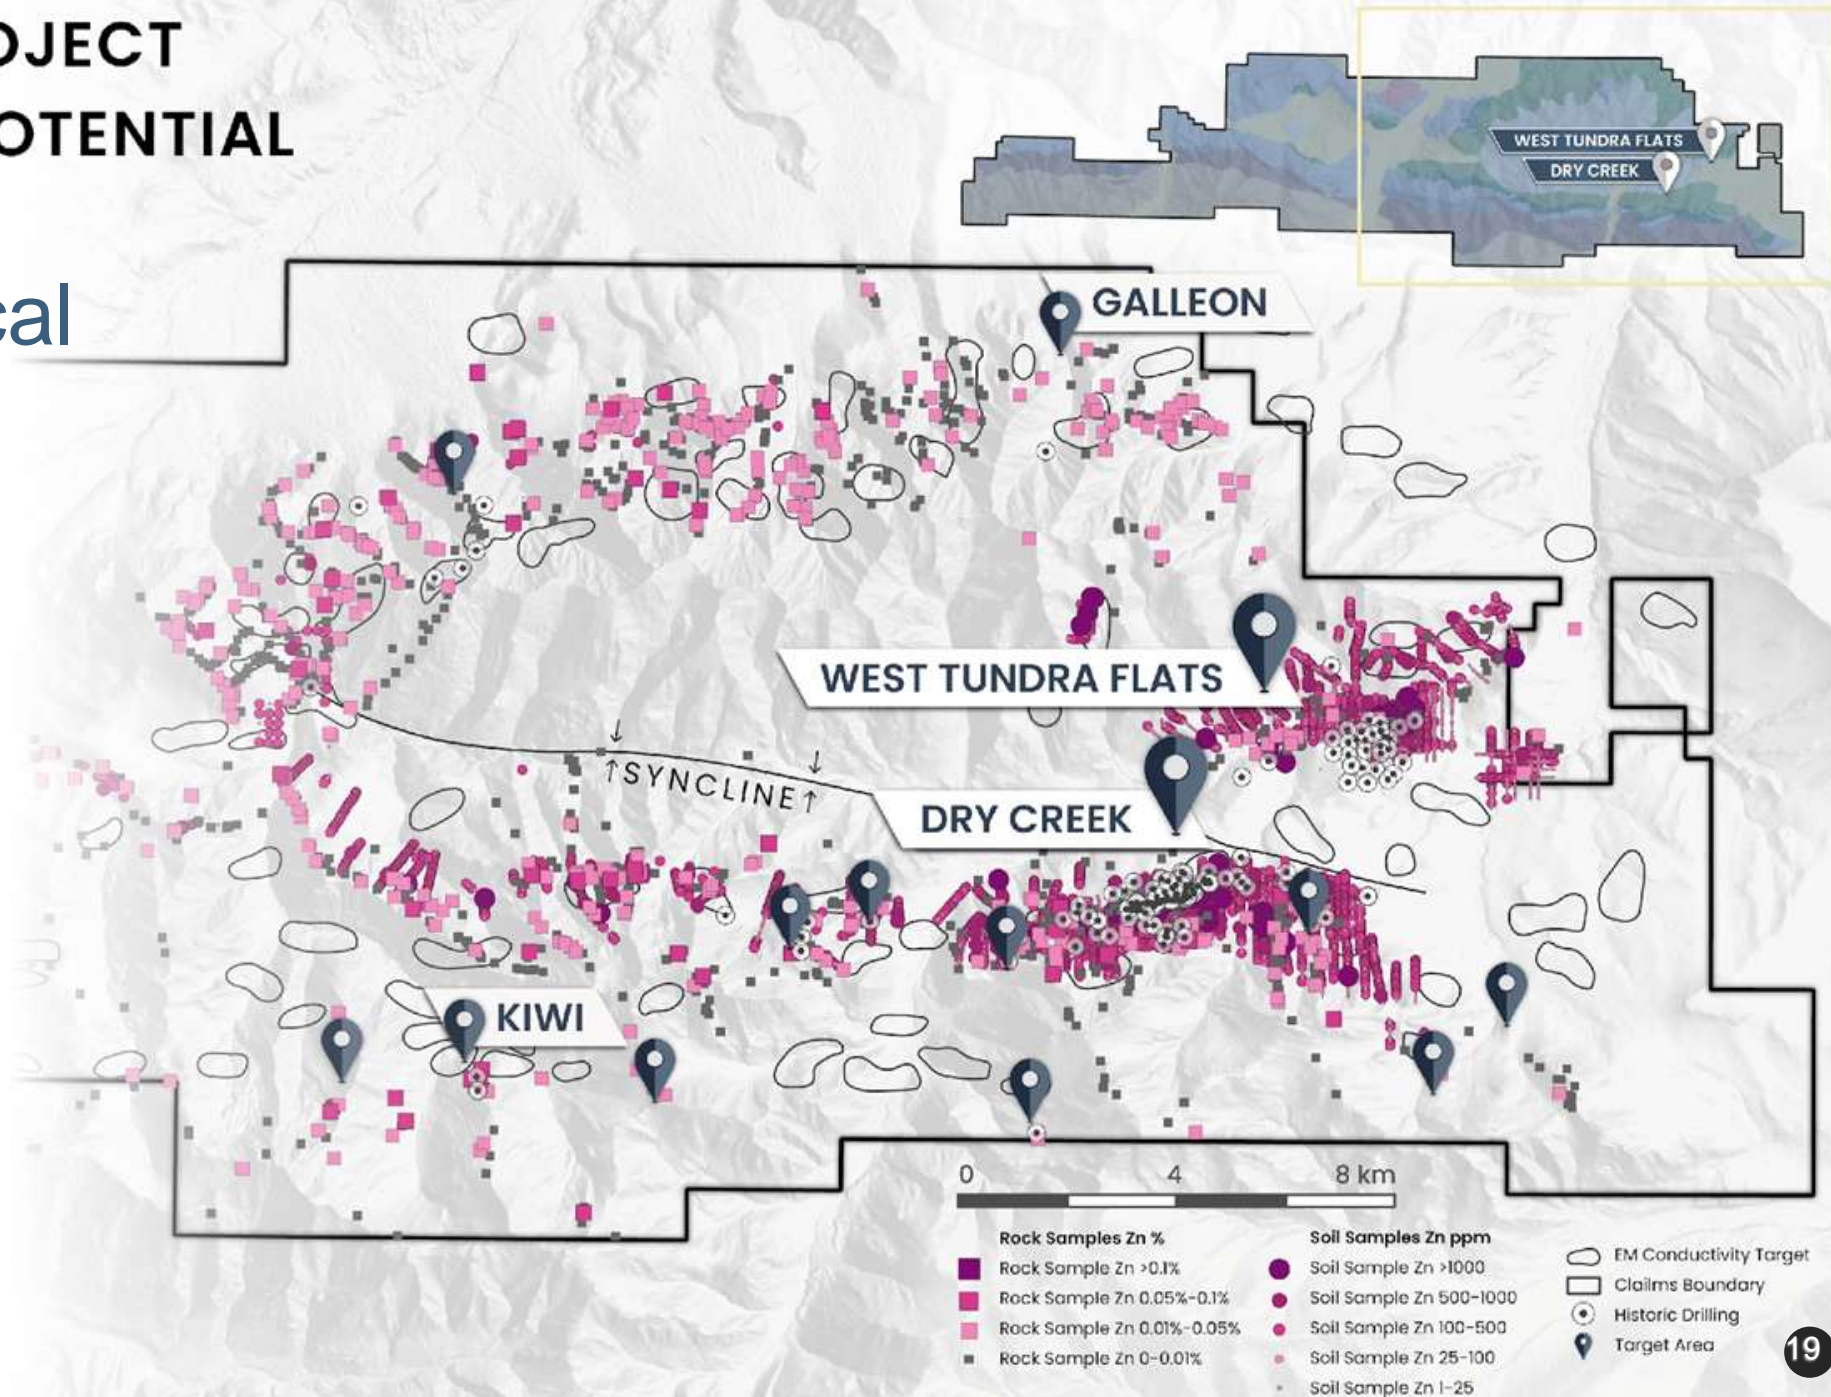 OJECT
OTENTIAL
cal
WEST TUNDRA FLATS
DRY CREEK
GALLEON
WEST TUNDRA FLATS
SYNCLINE
DRY CREEK
KIWI
0 4 8 km
Rock Samples Zn %
Rock Sample Zn >0.1%
Rock Sample Zn 0.05%-0.1%
Rock Sample Zn 0.01%-0.05%
Rock Sample Zn 0-0.01%
Soil Samples Zn ppm
Soil Sample Zn >1000
Soil Sample Zn 500-1000
Soil Sample Zn 100-500
Soil Sample Zn 25-100
Soil Sample Zn 1-25
EM Conductivity Target
Clailms Boundary
Historic Drilling
Target Area
19